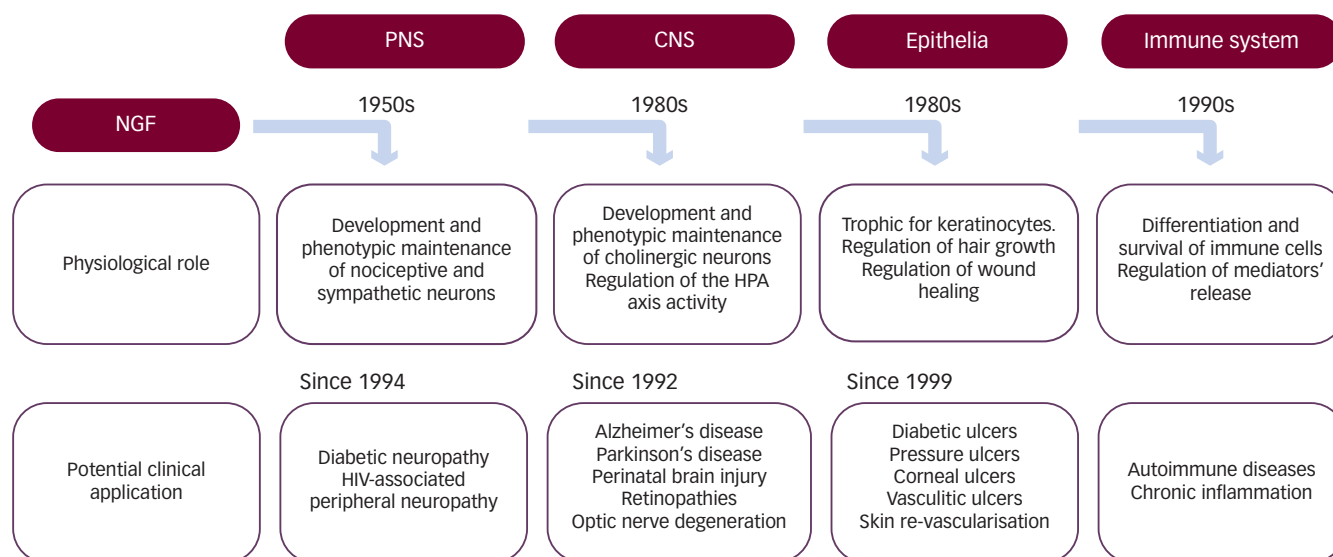 PNS
CNS
Epithelia
Immune system
NGF
1950s
1980s
1980s
1990s
Physiological role
Development and
phenotypic maintenance
of nociceptive and
sympathetic neurons
Development and
phenotypic maintenance
of cholinergic neurons
Regulation of the HPA
axis activity
Trophic for keratinocytes.
Regulation of hair growth
Regulation of wound
healing
Differentiation and
survival of immune cells
Regulation of mediators’
release
Since 1994
Since 1992
Since 1999
Potential clinical
application
Diabetic neuropathy
HIV-associated
peripheral neuropathy
Alzheimer’s disease
Parkinson’s disease
Perinatal brain injury
Retinopathies
Optic nerve degeneration
Diabetic ulcers
Pressure ulcers
Corneal ulcers
Vasculitic ulcers
Skin re-vascularisation
Autoimmune diseases
Chronic inflammation